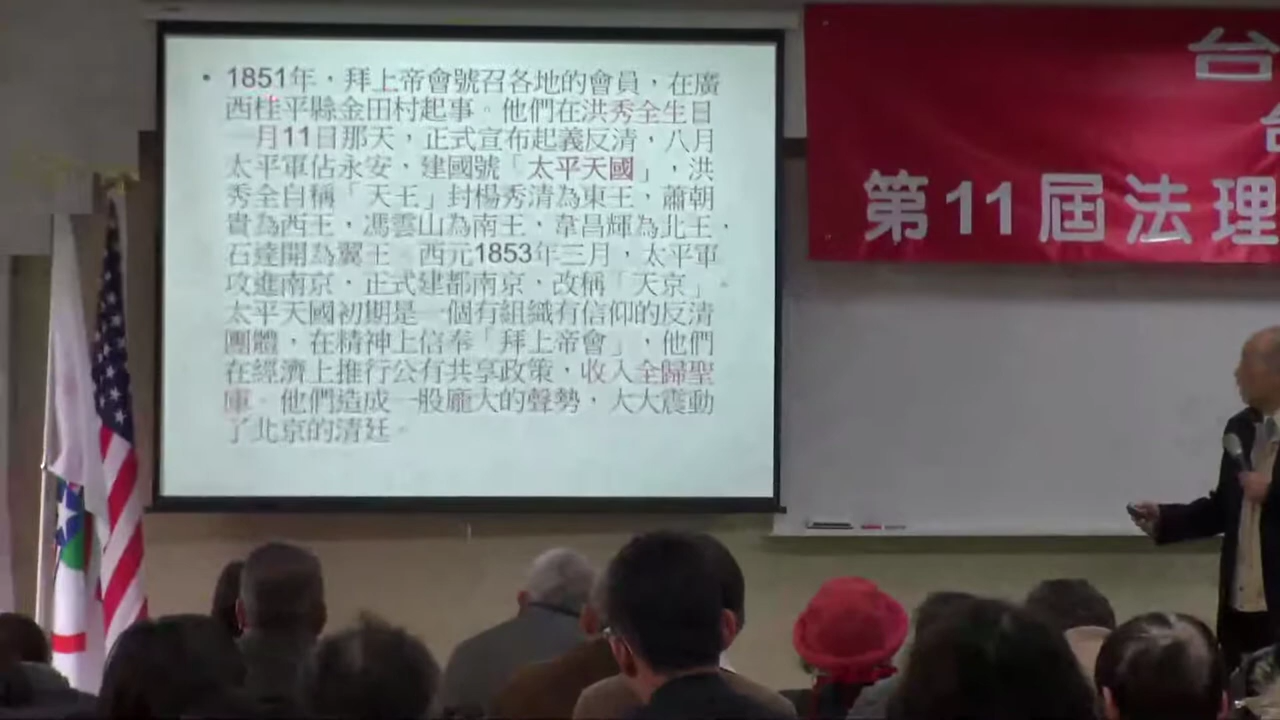 • 1851年，拜上帝會號召各地的會員，在廣
西桂平縣金田村起事。他們在洪秀全生日
一月11日那天，正式宣布起義反清，八月
太平軍佔永安，建國號「太平天國」，洪
秀全自稱「天王」封楊秀清為東王，蕭朝
貴為西王，馮雲山為南王，韋昌輝為北王，
石達開為翼王。西元1853年三月，太平軍
攻進南京，正式建都南京，改稱「天京」。
太平天國初期是一個有組織有信仰的反清
團體，在精神上信奉「拜上帝會」，他們
在經濟上推行公有共享政策，收入全歸聖
庫。他們造成一股龐大的聲勢，大大震動
了北京的清廷。
台
第11屆法理